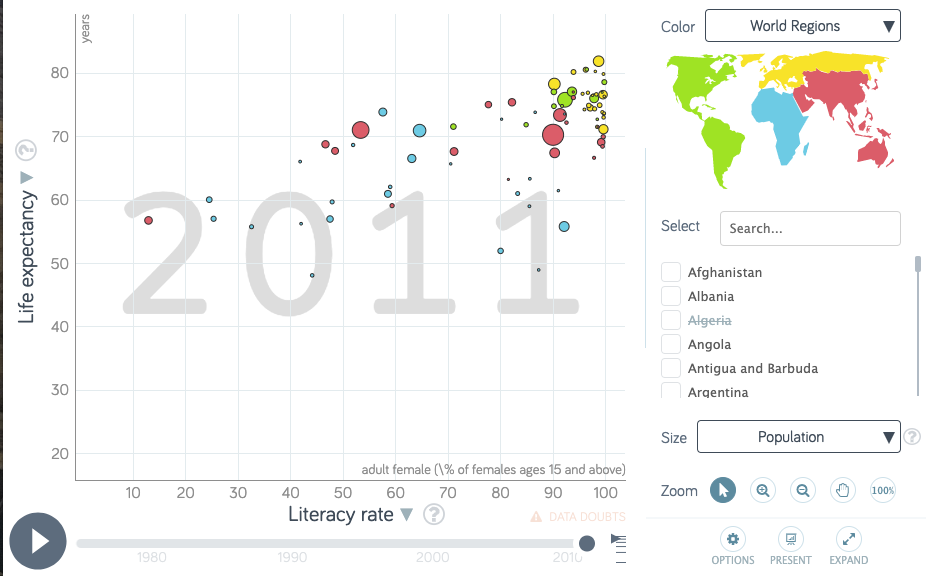 Color
World Regions
years
80
70
60
50
40
30
20
Life expectancy
?
2011
adult female (\% of females ages 15 and above)
10 20 30 40 50 60 70 80 90 100
Literacy rate ?
DATA DOUBTS
1980 1990 2000 2010
Select
Search...
Afghanistan
Albania
Algeria
Angola
Antigua and Barbuda
Argentina
Size
Population
?
Zoom
100%
OPTIONS PRESENT EXPAND